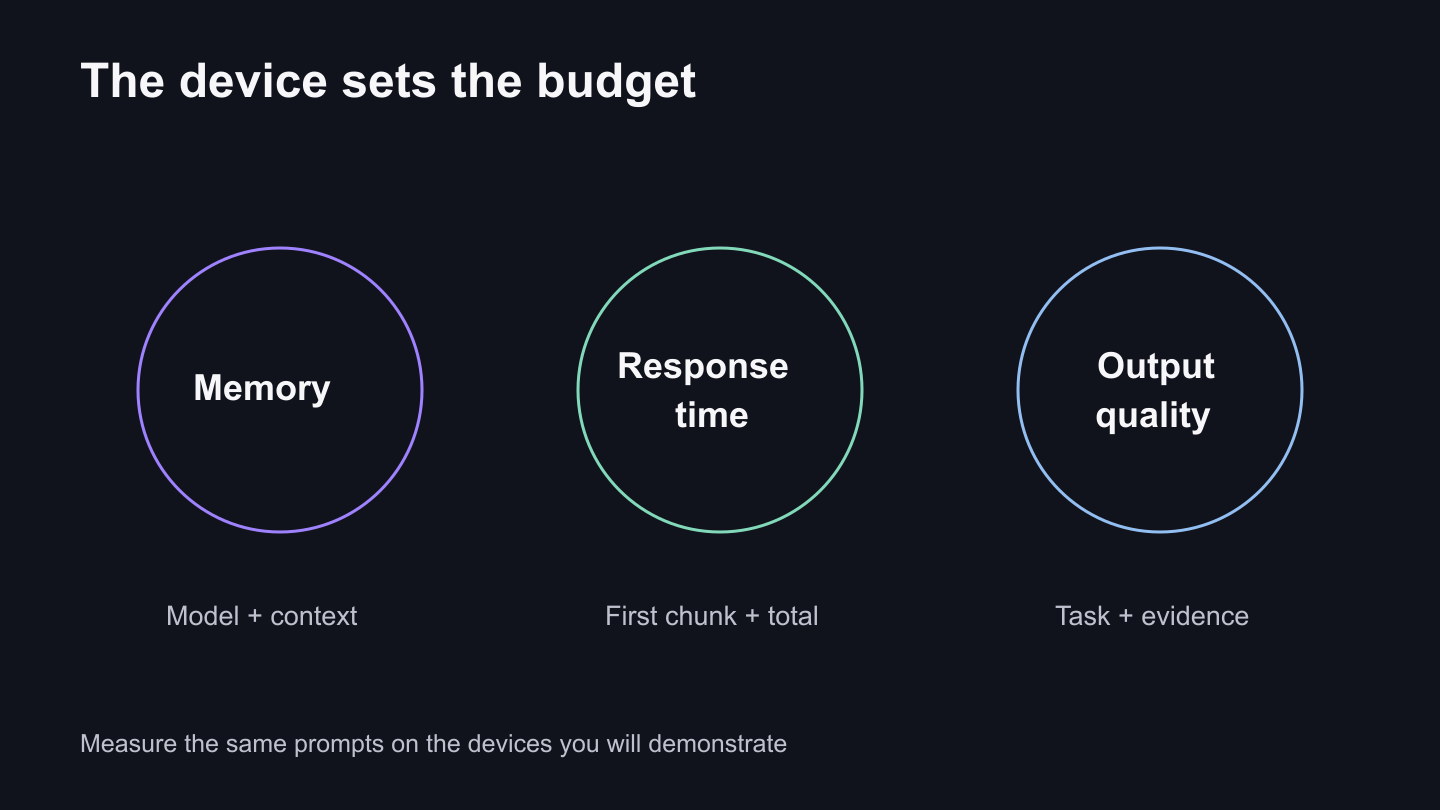 The device sets the budget
Memory
Response
time
Output
quality
Model + context
First chunk + total
Task + evidence
Measure the same prompts on the devices you will demonstrate